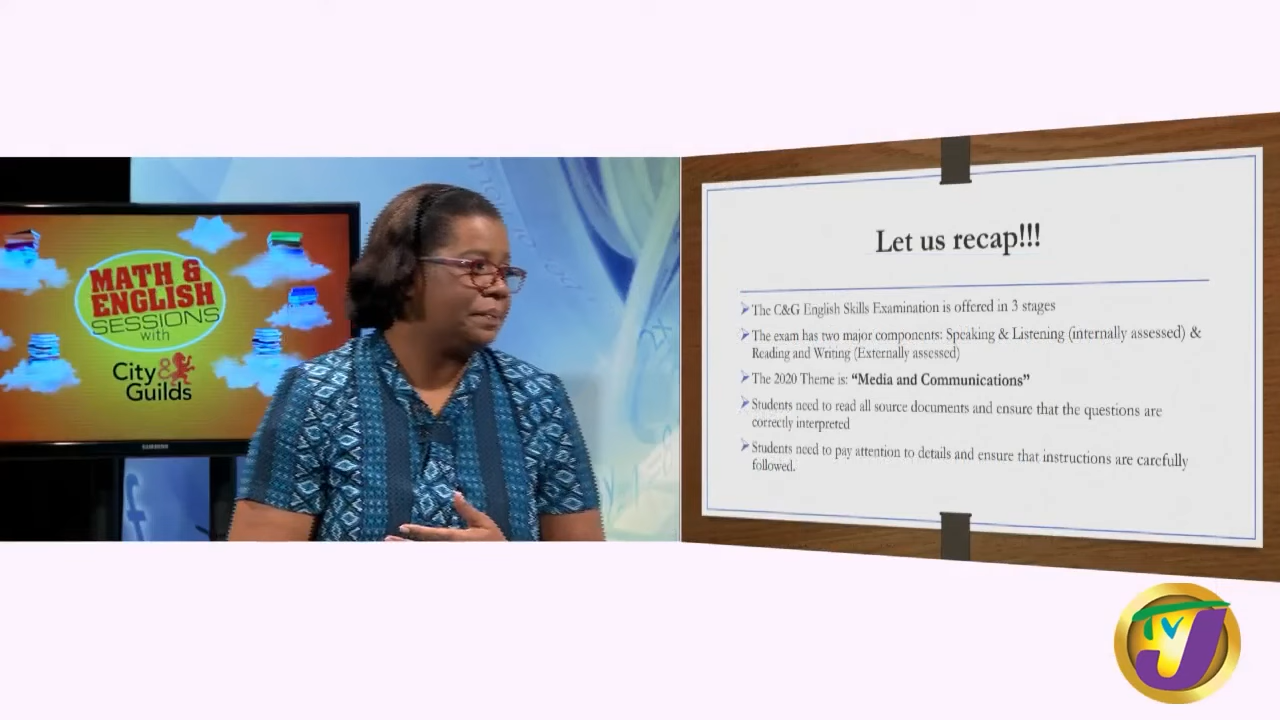 MATH &
ENGLISH
SESSIONS
with
City &
Guilds
SAMSUNG
Let us recap!!!
The C&G English Skills Examination is offered in 3 stages
The exam has two major components: Speaking & Listening (internally assessed) &
Reading and Writing (Externally assessed)
The 2020 Theme is: “Media and Communications”
Students need to read all source documents and ensure that the questions are
correctly interpreted
Students need to pay attention to details and ensure that instructions are carefully
followed.
TVJ